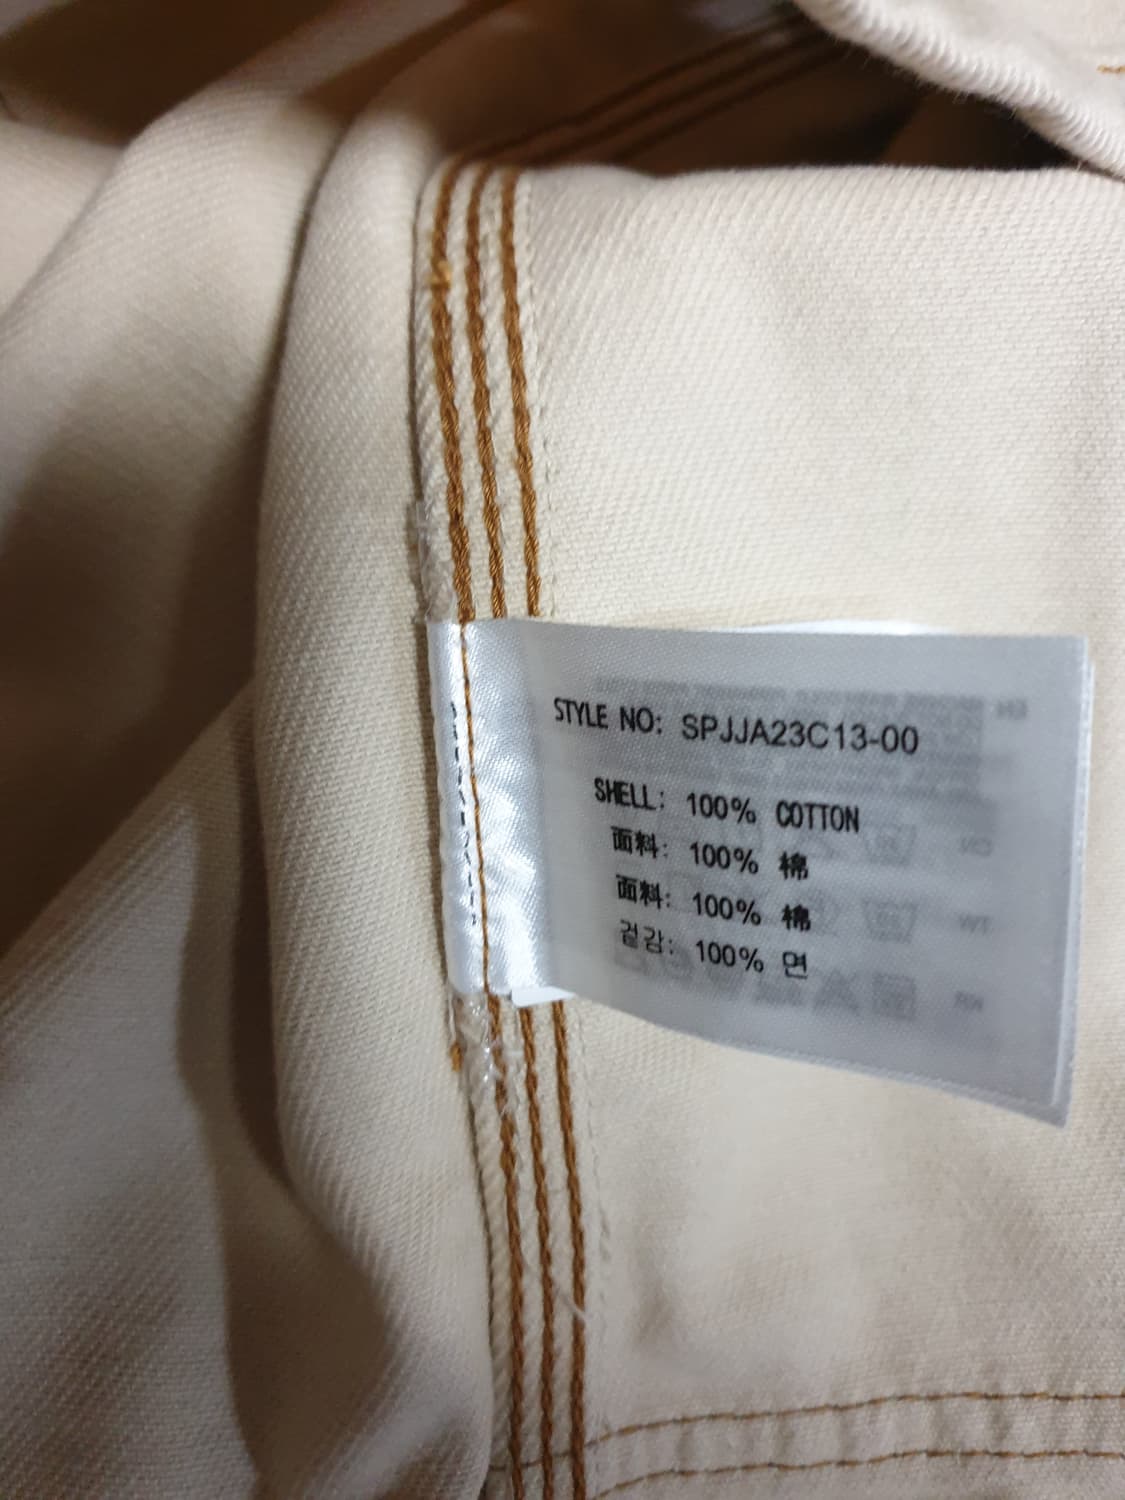 STYLE NO: SPJJA23C13-00
SHELL: 100% COTTON
面料: 100% 棉
面料: 100% 棉
겉감: 100% 면